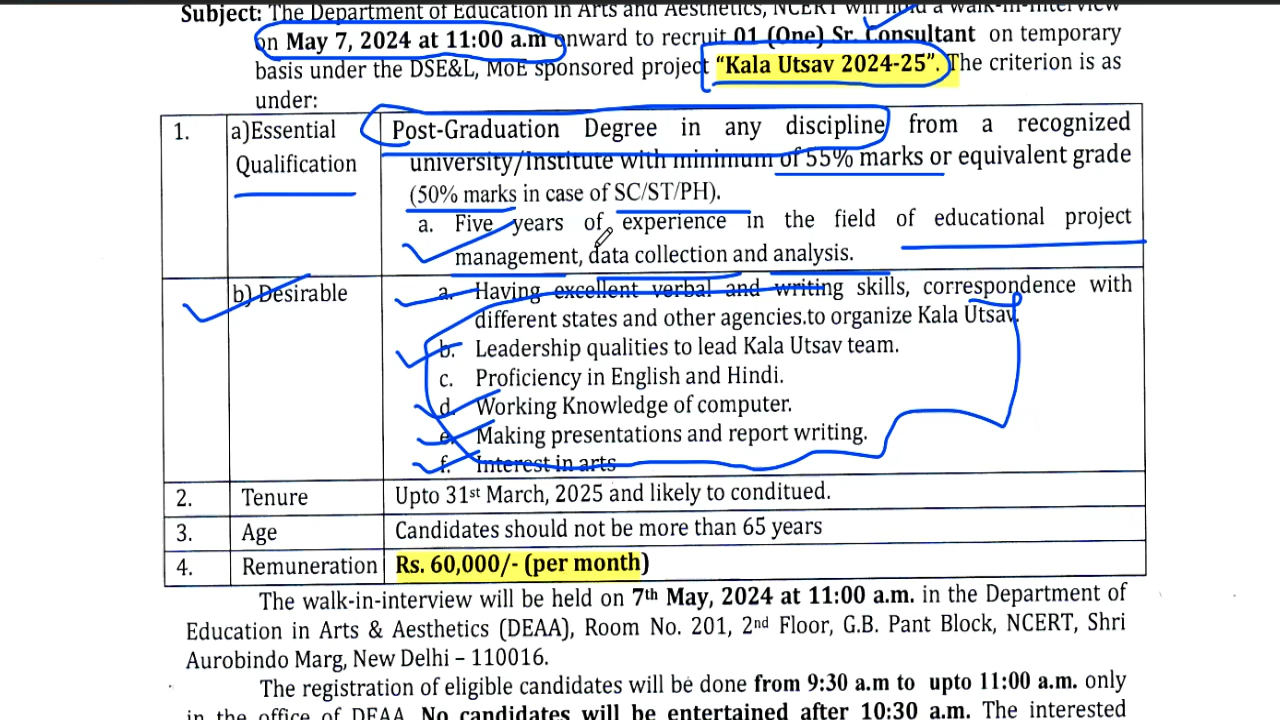 Subject: The Department of Education in Arts and Aesthetics, NCERT will hold a walk-in-interview
on May 7, 2024 at 11:00 a.m onward to recruit 01 (One) Sr. Consultant on temporary
basis under the DSE&L, MoE sponsored project "Kala Utsav 2024-25". The criterion is as
under:
1. a)Essential Post-Graduation Degree in any discipline from a recognized
Qualification university/institute with minimum of 55% marks or equivalent grade
(50% marks in case of SC/ST/PH).
a. Five years of experience in the field of educational project
management, data collection and analysis.
b) Desirable a. Having excellent verbal and writing skills, correspondence with
different states and other agencies.to organize Kala Utsav.
b. Leadership qualities to lead Kala Utsav team.
c. Proficiency in English and Hindi.
d. Working Knowledge of computer.
e. Making presentations and report writing.
f. Interest in arts
2. Tenure Upto 31st March, 2025 and likely to conditued.
3. Age Candidates should not be more than 65 years
4. Remuneration Rs. 60,000/- (per month)
The walk-in-interview will be held on 7th May, 2024 at 11:00 a.m. in the Department of
Education in Arts & Aesthetics (DEAA), Room No. 201, 2nd Floor, G.B. Pant Block, NCERT, Shri
Aurobindo Marg, New Delhi – 110016.
The registration of eligible candidates will be done from 9:30 a.m to upto 11:00 a.m. only
in the office of DEAA. No candidates will be entertained after 10:30 a.m. The interested